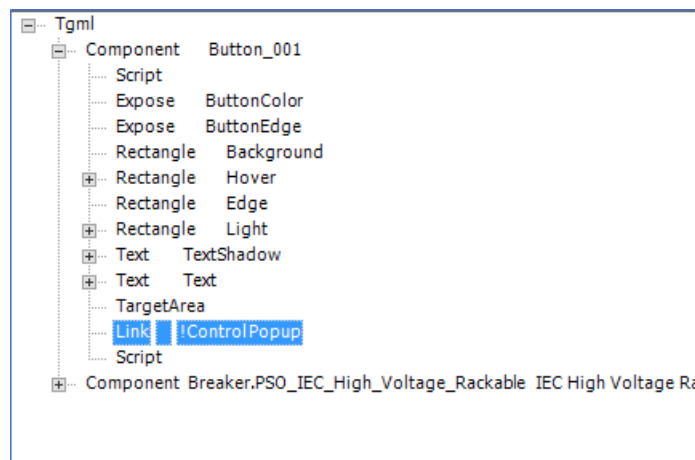 Tgml
Component Button_001
Script
Expose ButtonColor
Expose ButtonEdge
Rectangle Background
Rectangle Hover
Rectangle Edge
Rectangle Light
Text TextShadow
Text Text
TargetArea
Link !ControlPopup
Script
Component Breaker.PSO_IEC_High_Voltage_Rackable IEC High Voltage Ra